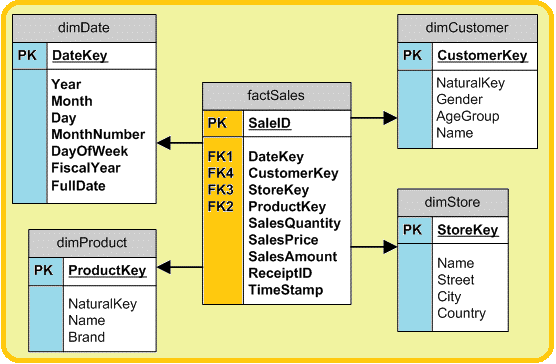 dimDate
PK DateKey
Year
Month
Day
MonthNumber
DayOfWeek
FiscalYear
FullDate
factSales
PK SaleID
FK1 DateKey
FK4 CustomerKey
FK3 StoreKey
FK2 ProductKey
SalesQuantity
SalesPrice
SalesAmount
ReceiptID
TimeStamp
dimCustomer
PK CustomerKey
NaturalKey
Gender
AgeGroup
Name
dimProduct
PK ProductKey
NaturalKey
Name
Brand
dimStore
PK StoreKey
Name
Street
City
Country